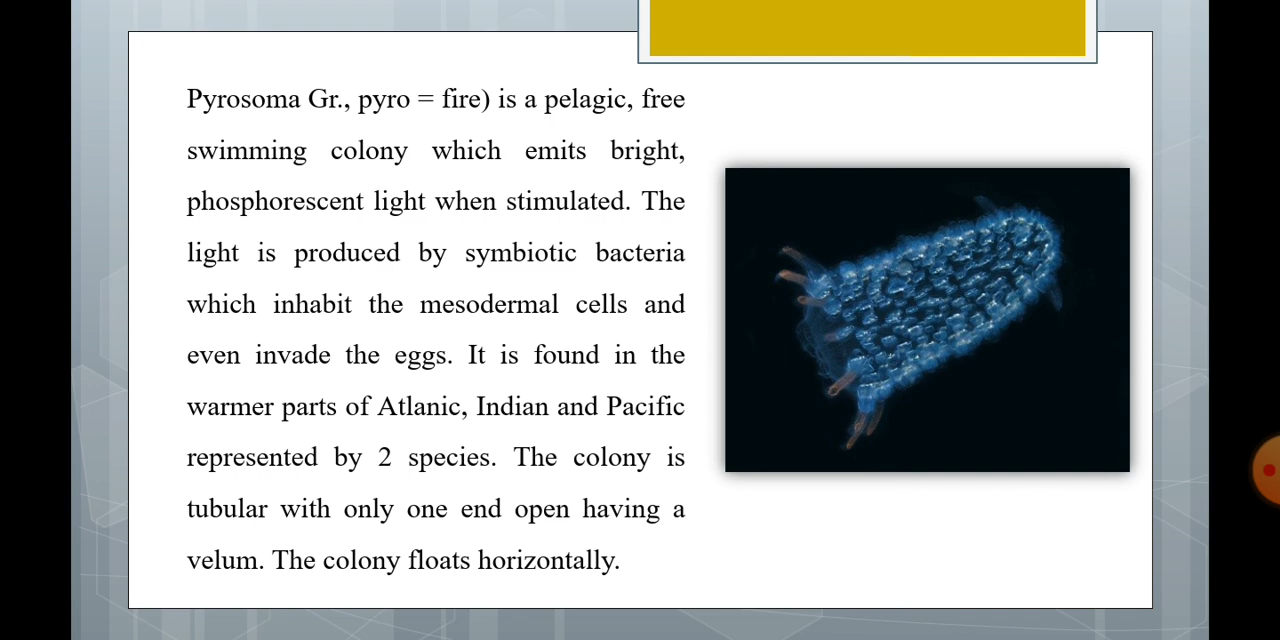 Pyrosoma Gr., pyro = fire) is a pelagic, free
swimming colony which emits bright,
phosphorescent light when stimulated. The
light is produced by symbiotic bacteria
which inhabit the mesodermal cells and
even invade the eggs. It is found in the
warmer parts of Atlanic, Indian and Pacific
represented by 2 species. The colony is
tubular with only one end open having a
velum. The colony floats horizontally.